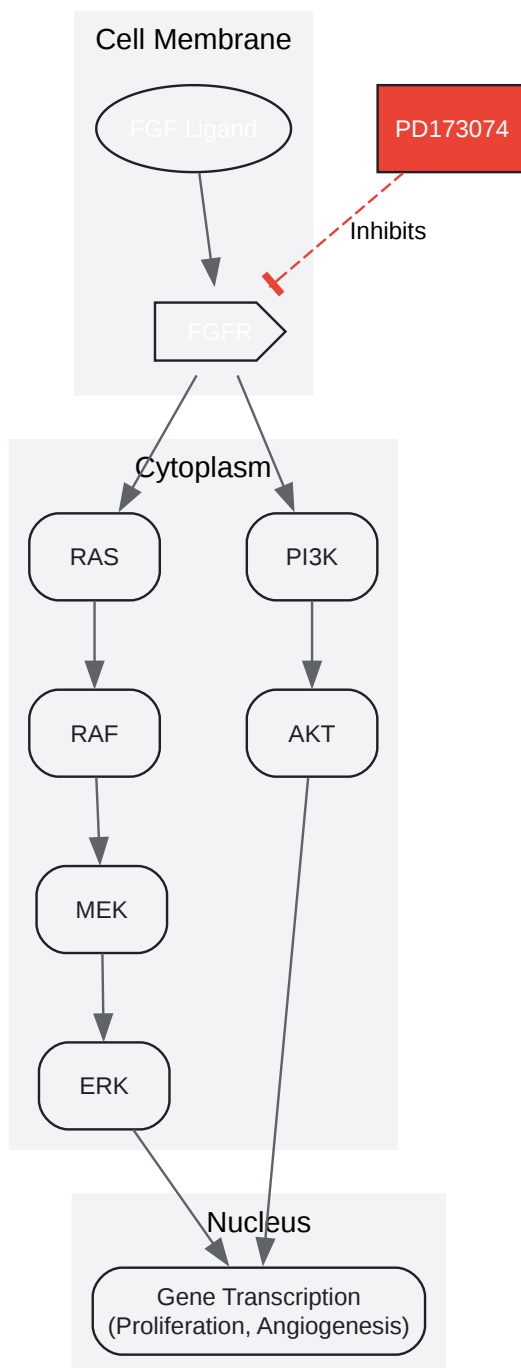 Cell Membrane
FGF Ligand
PD173074
Inhibits
FGFR
Cytoplasm
RAS
PI3K
RAF
AKT
MEK
ERK
Nucleus
Gene Transcription
(Proliferation, Angiogenesis)